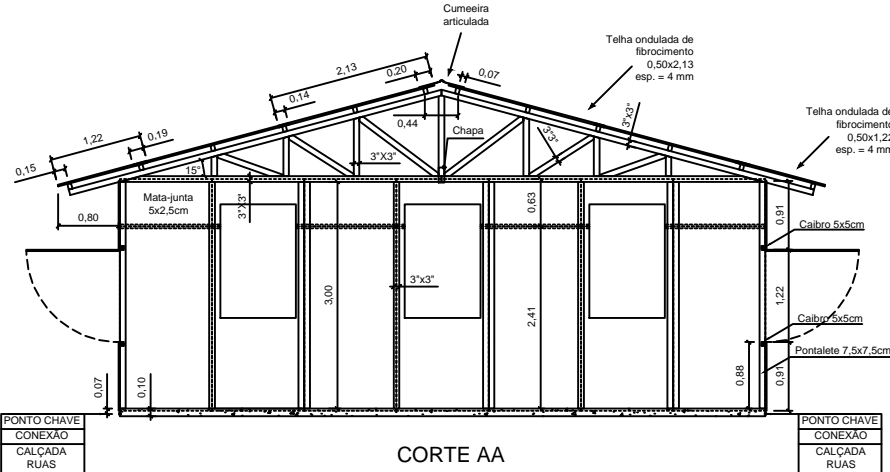 Cumeeira
articulada
Telha ondulada de
fibrocimento
0,50x2,13
esp. = 4 mm
2,13
0,20
0,07
0,14
0,44
Chapa
3"x3"
3"x3"
Telha ondulada de
fibrocimento
0,50x1,22
esp. = 4 mm
1,22
0,19
0,15
15°
3"X3"
Mata-junta
5x2,5cm
3"X3"
0,80
0,63
0,91
Caibro 5x5cm
3,00
3"x3"
2,41
1,22
Caibro 5x5cm
Pontalete 7,5x7,5cm
0,88
0,91
0,07
0,10
PONTO CHAVE
CONEXÃO
CALÇADA
RUAS
CORTE AA
PONTO CHAVE
CONEXÃO
CALÇADA
RUAS